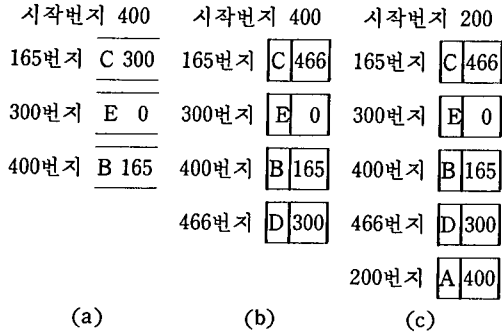 시작번지 400 시작번지 400 시작번지 200
165번지 C 300 165번지 C 466 165번지 C 466
300번지 E 0 300번지 E 0 300번지 E 0
400번지 B 165 400번지 B 165 400번지 B 165
466번지 D 300 466번지 D 300
200번지 A 400
(a) (b) (c)